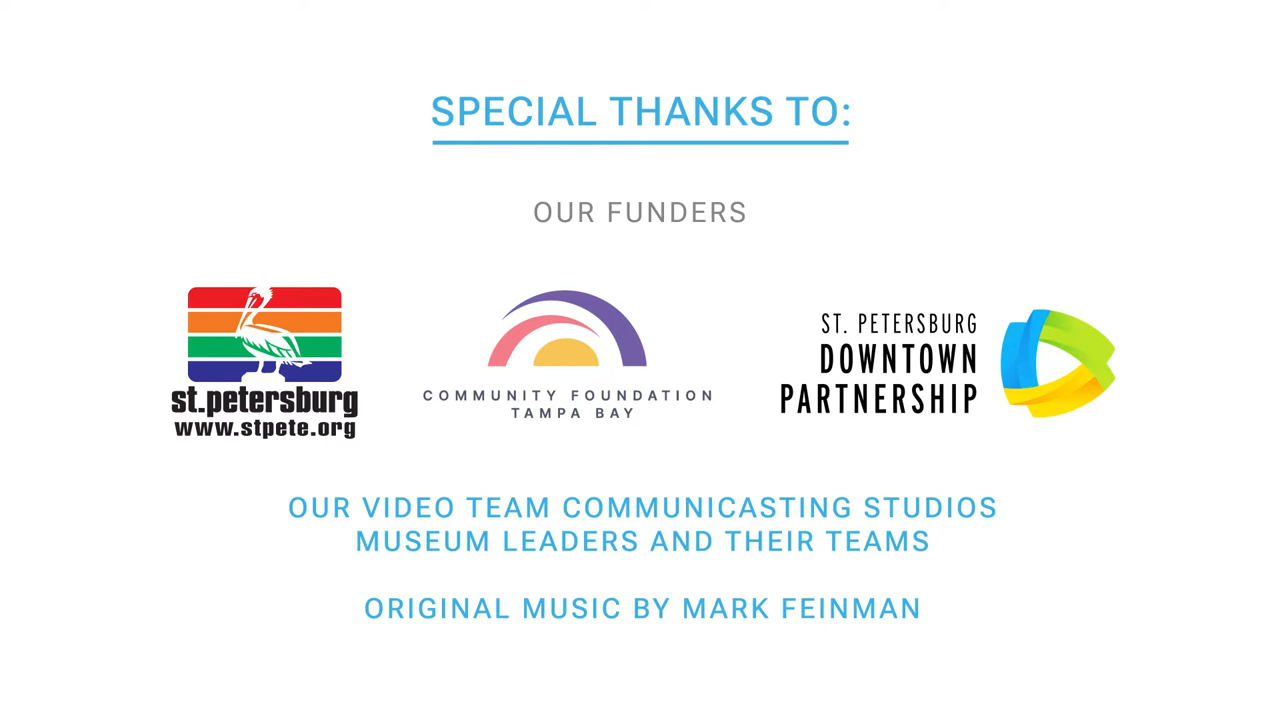 SPECIAL THANKS TO:
OUR FUNDERS
st.petersburg
www.stpete.org
COMMUNITY FOUNDATION
TAMPA BAY
ST. PETERSBURG
DOWNTOWN
PARTNERSHIP
OUR VIDEO TEAM COMMUNICASTING STUDIOS
MUSEUM LEADERS AND THEIR TEAMS
ORIGINAL MUSIC BY MARK FEINMAN